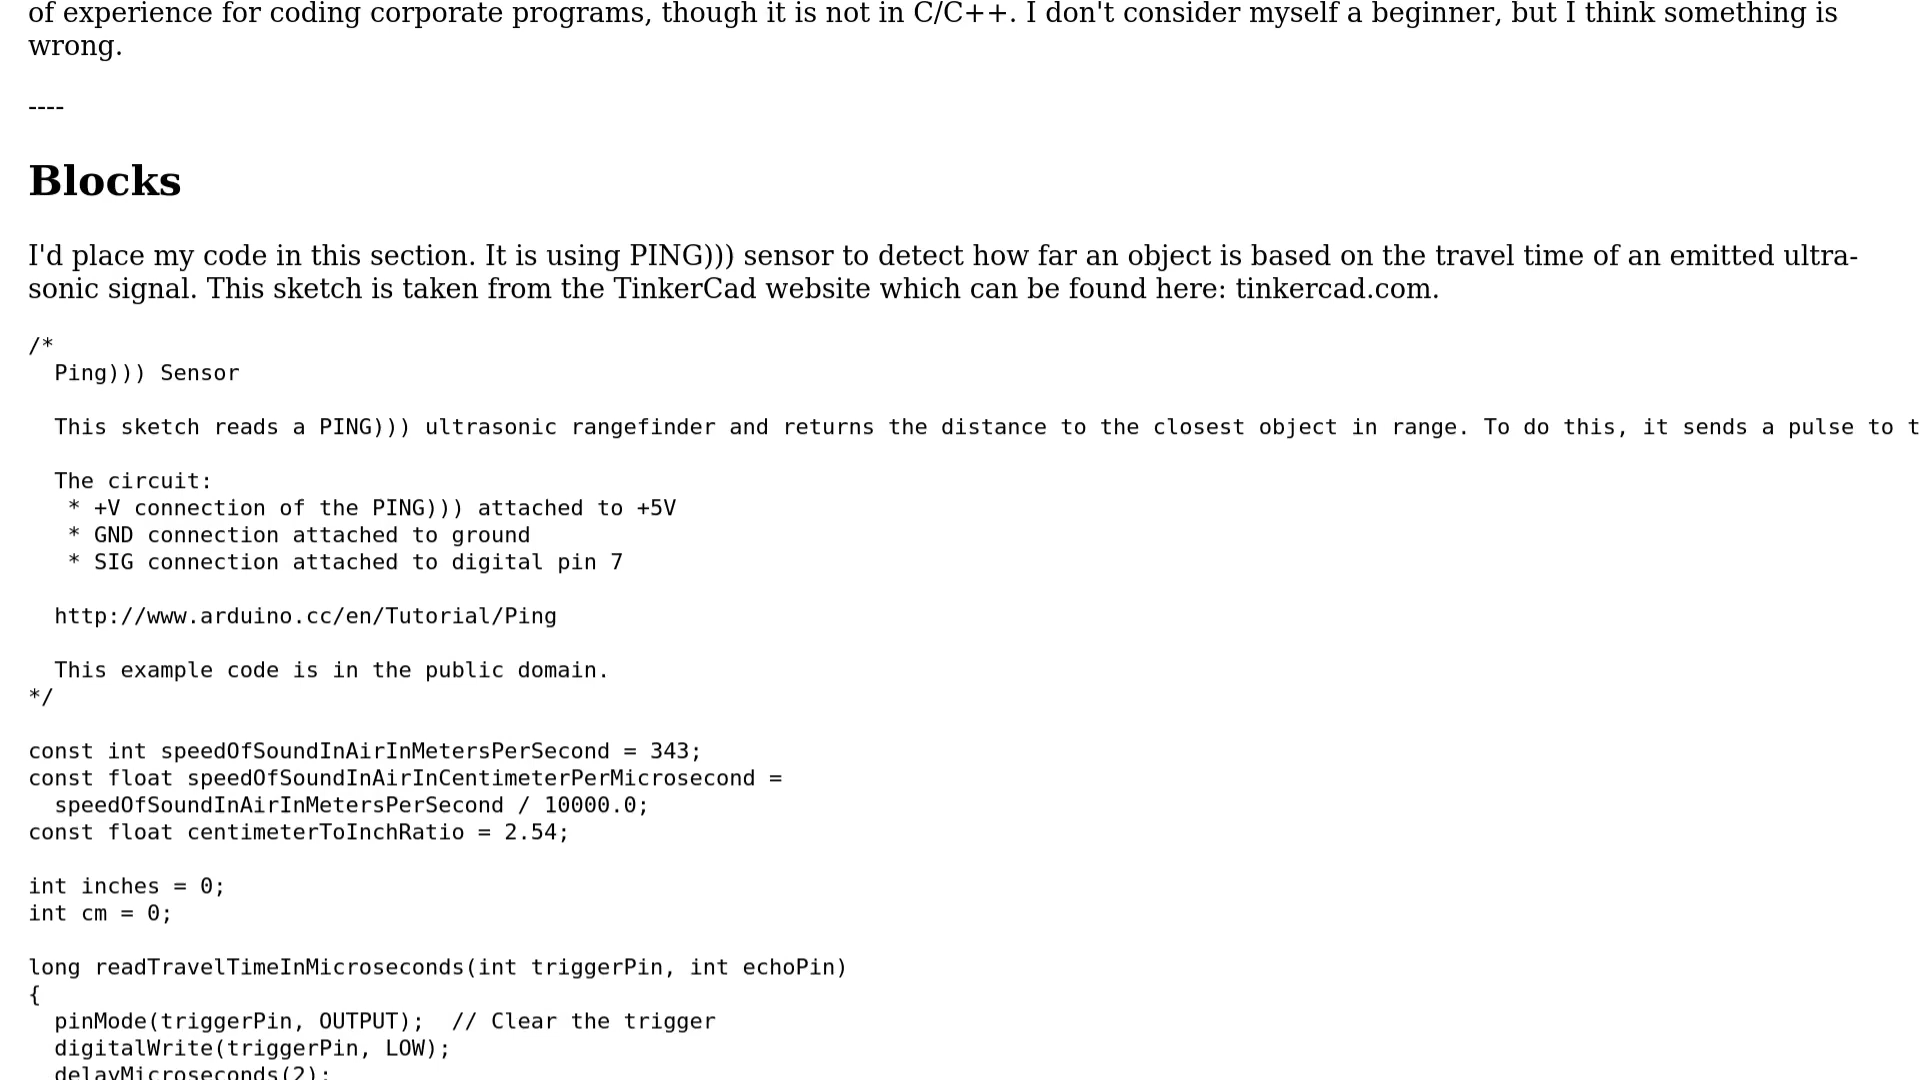 of experience for coding corporate programs, though it is not in C/C++. I don't consider myself a beginner, but I think something is
wrong.
----
Blocks
I'd place my code in this section. It is using PING))) sensor to detect how far an object is based on the travel time of an emitted ultra-
sonic signal. This sketch is taken from the TinkerCad website which can be found here: tinkercad.com.
/*
  Ping))) Sensor
  This sketch reads a PING))) ultrasonic rangefinder and returns the distance to the closest object in range. To do this, it sends a pulse to t
  The circuit:
   * +V connection of the PING))) attached to +5V
   * GND connection attached to ground
   * SIG connection attached to digital pin 7
  http://www.arduino.cc/en/Tutorial/Ping
  This example code is in the public domain.
*/
const int speedOfSoundInAirInMetersPerSecond = 343;
const float speedOfSoundInAirInCentimeterPerMicrosecond =
  speedOfSoundInAirInMetersPerSecond / 10000.0;
const float centimeterToInchRatio = 2.54;
int inches = 0;
int cm = 0;
long readTravelTimeInMicroseconds(int triggerPin, int echoPin)
{
  pinMode(triggerPin, OUTPUT);  // Clear the trigger
  digitalWrite(triggerPin, LOW);
  delayMicroseconds(2);